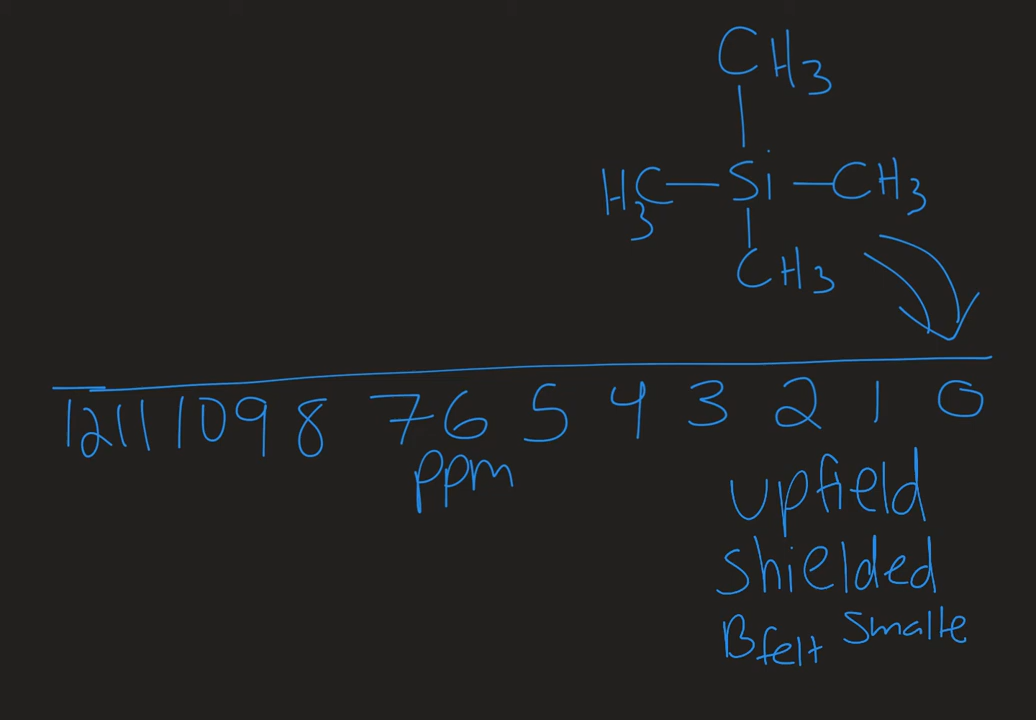 CH3
H3C—Si—CH3
CH3
12 11 10 9 8 7 6 5 4 3 2 1 0
ppm
upfield
shielded
Bfelt smalle